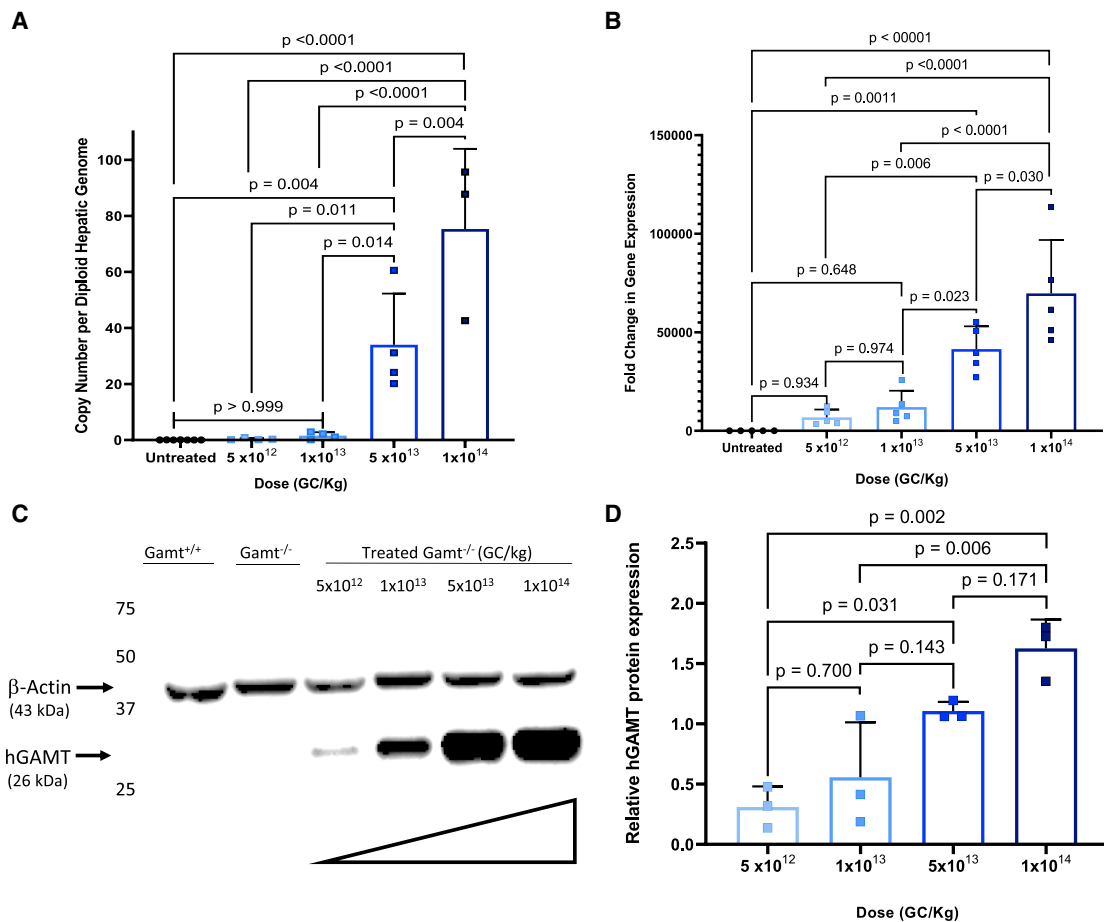 A
p <0.0001
p <0.0001
p <0.0001
p = 0.004
p = 0.004
p = 0.011
p = 0.014
p > 0.999
Copy Number per Diploid Hepatic Genome
100
80
60
40
20
0
Untreated 5 x10¹² 1x10¹³ 5 x10¹³ 1x10¹⁴
Dose (GC/Kg)
B
p < 00001
p <0.0001
p = 0.0011
p < 0.0001
p = 0.006
p = 0.030
p = 0.648
p = 0.023
p = 0.974
p = 0.934
Fold Change in Gene Expression
150000
100000
50000
0
Untreated 5 x10¹² 1x10¹³ 5 x10¹³ 1 x10¹⁴
Dose (GC/Kg)
C
Gamt⁺/⁺ Gamt⁻/⁻ Treated Gamt⁻/⁻ (GC/kg)
5x10¹² 1x10¹³ 5x10¹³ 1x10¹⁴
75
50
β-Actin
(43 kDa)
37
hGAMT
(26 kDa)
25
D
p = 0.002
p = 0.006
p = 0.171
p = 0.031
p = 0.143
p = 0.700
Relative hGAMT protein expression
2.5
2.0
1.5
1.0
0.5
0.0
5 x10¹² 1x10¹³ 5x10¹³ 1x10¹⁴
Dose (GC/Kg)